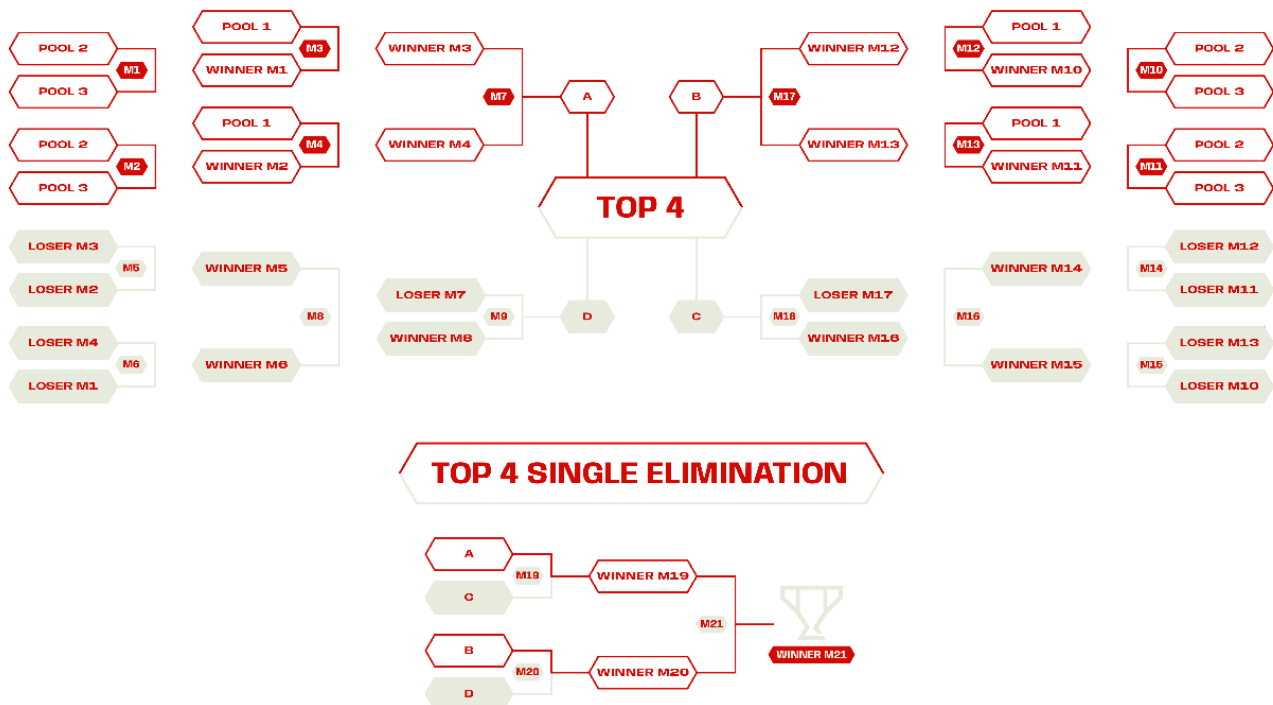 POOL 2
M1
POOL 3
POOL 2
M2
POOL 3
POOL 1
M3
WINNER M1
POOL 1
M4
WINNER M2
WINNER M3
M7
WINNER M4
A
B
WINNER M12
M17
WINNER M13
POOL 1
M12
WINNER M10
POOL 1
M13
WINNER M11
POOL 2
M10
POOL 3
POOL 2
M11
POOL 3
TOP 4
LOSER M3
M5
LOSER M2
LOSER M4
M6
LOSER M1
WINNER M5
M8
WINNER M6
LOSER M7
M9
WINNER M8
D
C
LOSER M17
M18
WINNER M16
WINNER M14
M16
WINNER M15
LOSER M12
M14
LOSER M11
LOSER M13
M15
LOSER M10
TOP 4 SINGLE ELIMINATION
A
M19
C
B
M20
D
WINNER M19
M21
WINNER M20
WINNER M21